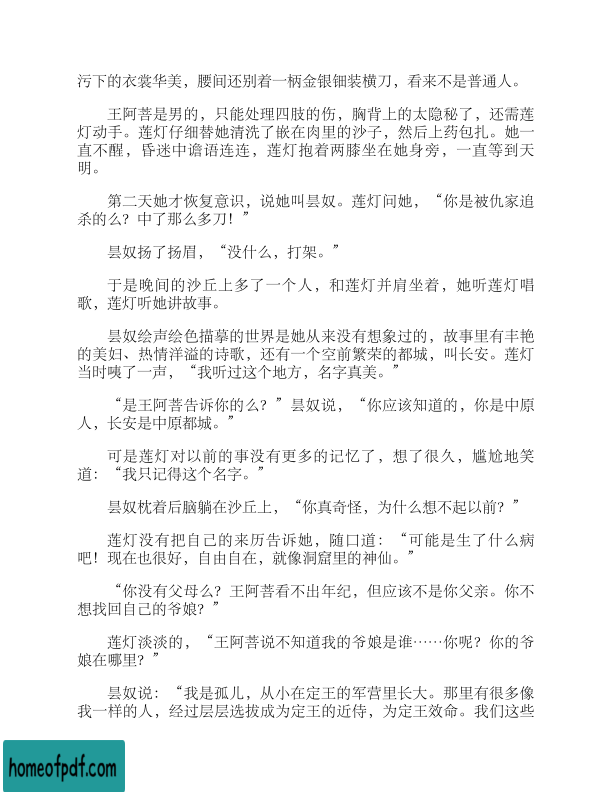 污下的衣裳华美，腰间还别着一柄金银钿装横刀，看来不是普通人。
王阿菩是男的，只能处理四肢的伤，胸背上的太隐秘了，还需莲
灯动手。莲灯仔细替她清洗了嵌在肉里的沙子，然后上药包扎。她一
直不醒，昏迷中谵语连连，莲灯抱着两膝坐在她身旁，一直等到天
明。
第二天她才恢复意识，说她叫昙奴。莲灯问她，“你是被仇家追
杀的么？中了那么多刀！”
昙奴扬了扬眉，“没什么，打架。”
于是晚间的沙丘上多了一个人，和莲灯并肩坐着，她听莲灯唱
歌，莲灯听她讲故事。
昙奴绘声绘色描摹的世界是她从来没有想象过的，故事里有丰艳
的美妇、热情洋溢的诗歌，还有一个空前繁荣的都城，叫长安。莲灯
当时咦了一声，“我听过这个地方，名字真美。”
“是王阿菩告诉你的么？”昙奴说，“你应该知道的，你是中原
人，长安是中原都城。”
可是莲灯对以前的事没有更多的记忆了，想了很久，尴尬地笑
道：“我只记得这个名字。”
昙奴枕着后脑躺在沙丘上，“你真奇怪，为什么想不起以前？”
莲灯没有把自己的来历告诉她，随口道：“可能是生了什么病
吧！现在也很好，自由自在，就像洞窟里的神仙。”
“你没有父母么？王阿菩看不出年纪，但应该不是你父亲。你不
想找回自己的爷娘？”
莲灯淡淡的，“王阿菩说不知道我的爷娘是谁……你呢？你的爷
娘在哪里？”
昙奴说：“我是孤儿，从小在定王的军营里长大。那里有很多像
我一样的人，经过层层选拔成为定王的近侍，为定王效命。我们这些
homeofpdf.com